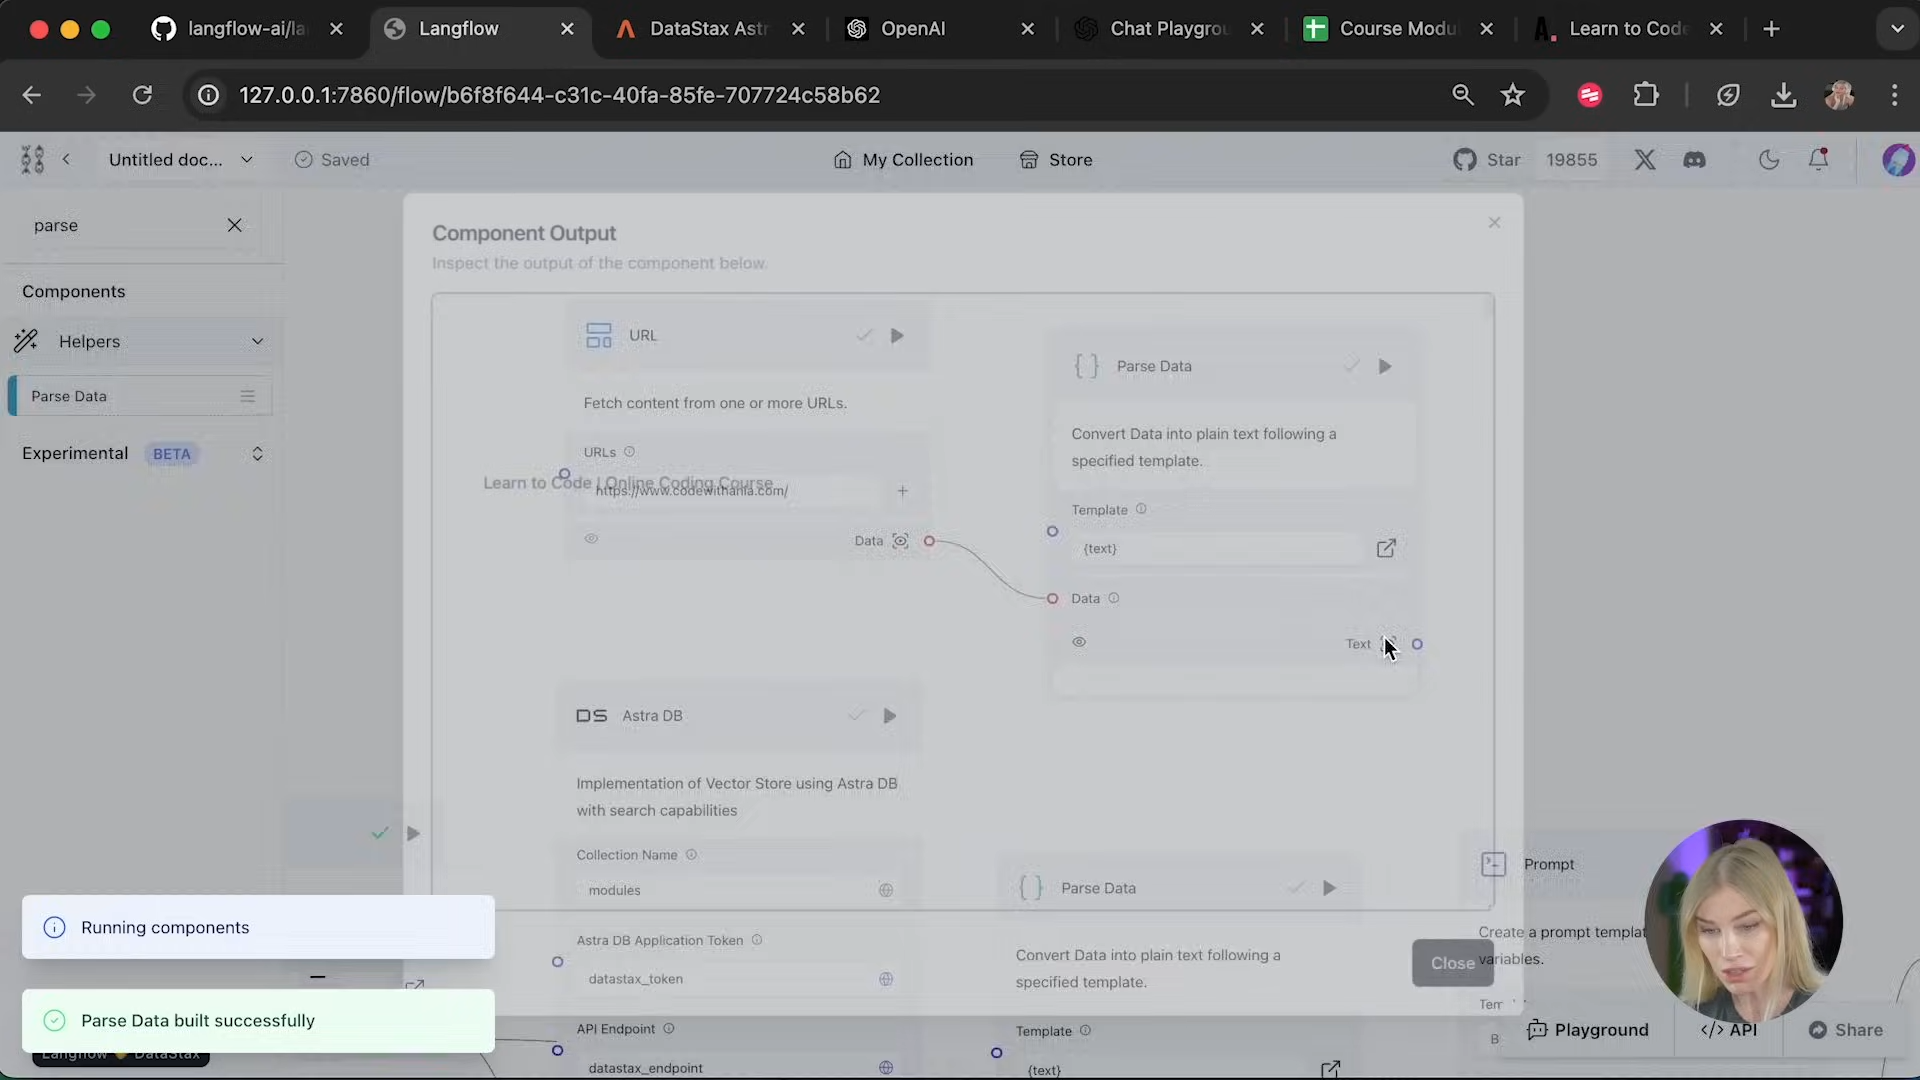 langflow-ai/la
Langflow
DataStax Astr
OpenAI
Chat Playgrou
Course Modu
Learn to Code
127.0.0.1:7860/flow/b6f8f644-c31c-40fa-85fe-707724c58b62
Untitled doc...
Saved
My Collection
Store
Star
19855
parse
Components
Helpers
Parse Data
Experimental
BETA
Component Output
Inspect the output of the component below.
URL
Fetch content from one or more URLs.
URLs
Learn to Code | Online Coding Course
https://www.codewithania.com/
Data
Parse Data
Convert Data into plain text following a
specified template.
Template
{text}
Data
Text
DS Astra DB
Implementation of Vector Store using Astra DB
with search capabilities
Collection Name
modules
Astra DB Application Token
datastax_token
API Endpoint
datastax_endpoint
Parse Data
Convert Data into plain text following a
specified template.
Template
{text}
Prompt
Create a prompt templat
variables.
Close
Running components
Parse Data built successfully
Langflow DataStax
Playground
</> API
Share